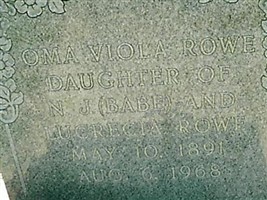 OMA VIOLA ROWE
DAUGHTER OF
N. J. (BABE) AND
LUCRECIA ROWE
MAY 10, 1891
AUG. 6, 1968